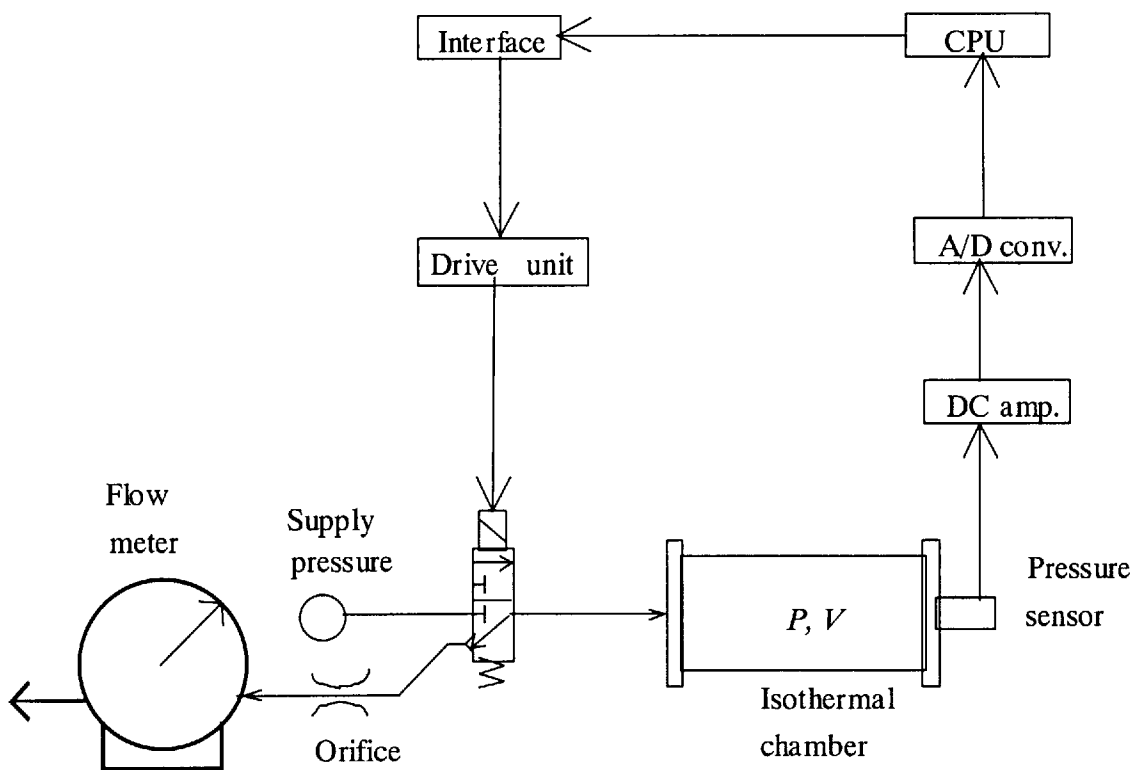 Interface
CPU
Drive unit
A/D conv.
DC amp.
Flow
meter
Supply
pressure
Pressure
sensor
P, V
Isothermal
chamber
Orifice